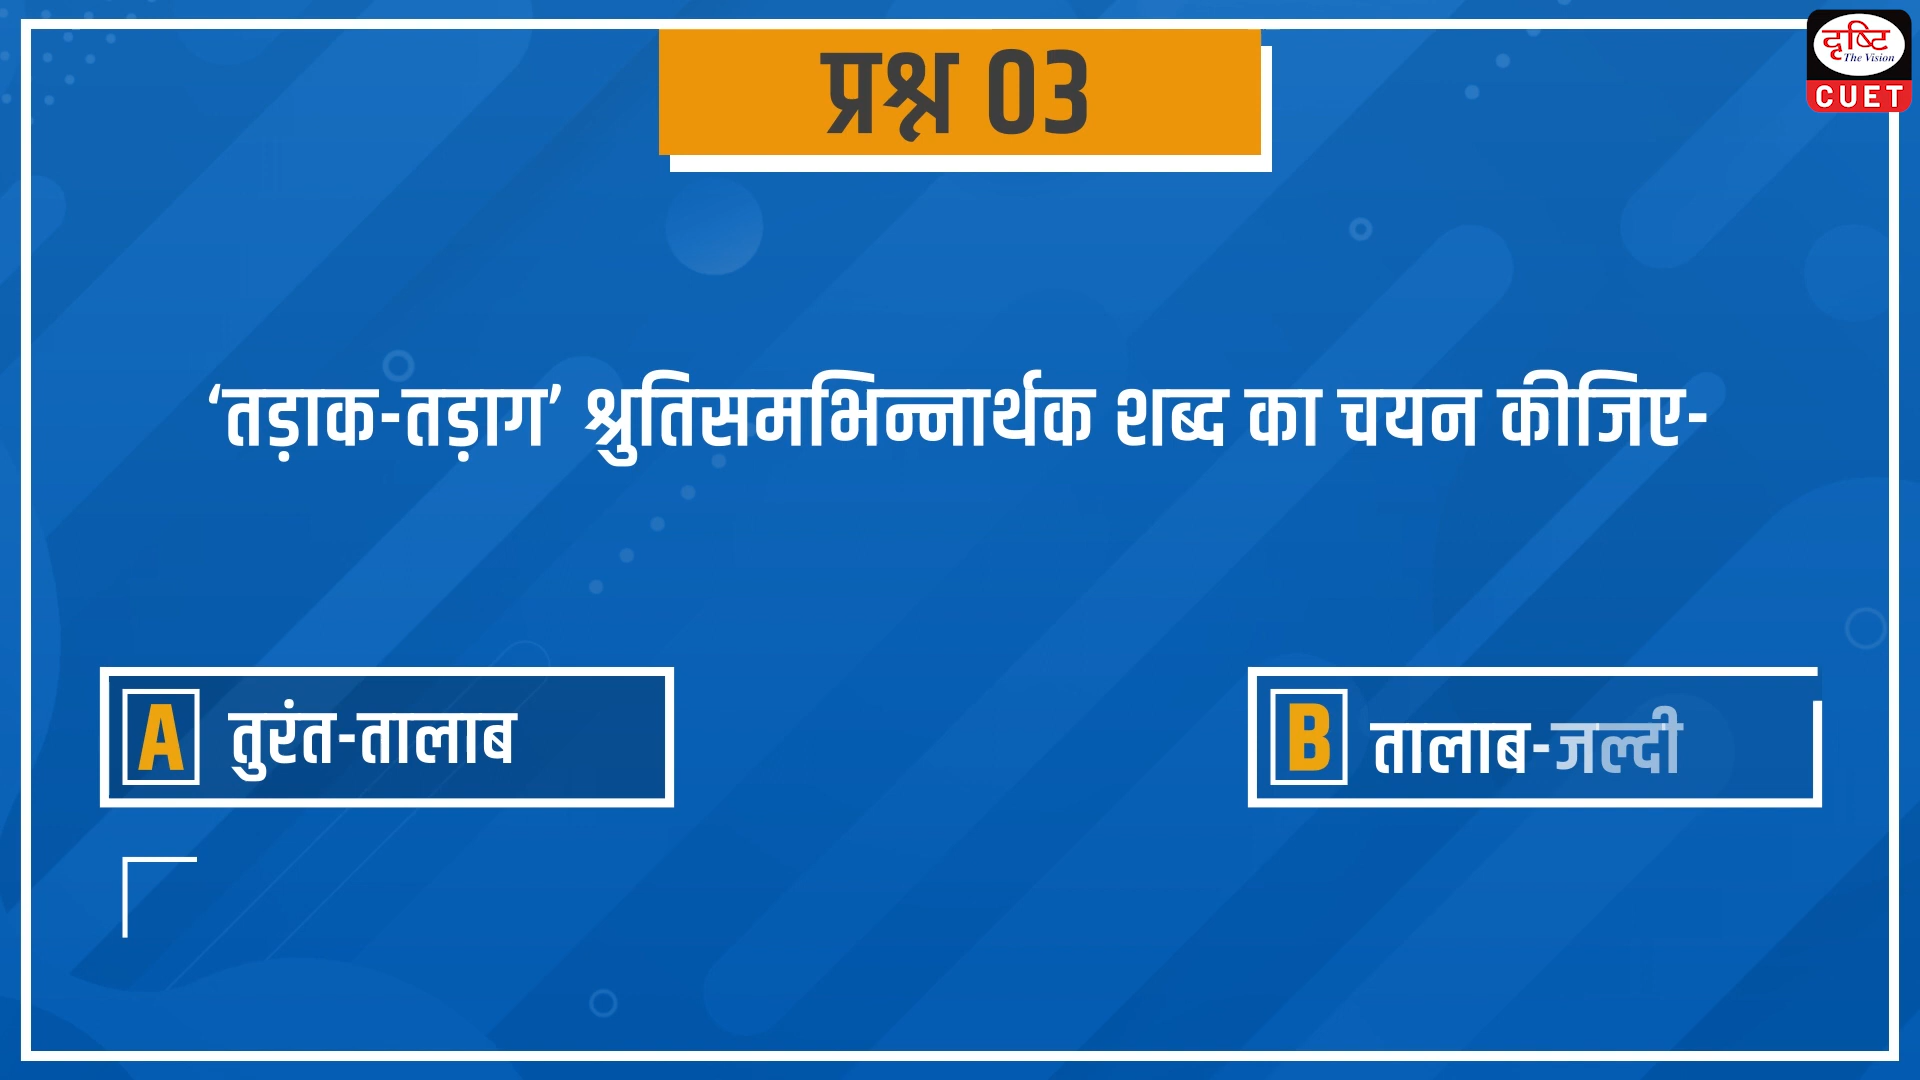 दृष्टि
The Vision
CUET
प्रश्न 03
‘तड़ाक-तड़ाग’ श्रुतिसमभिन्नार्थक शब्द का चयन कीजिए-
A तुरंत-तालाब
B तालाब-जल्दी